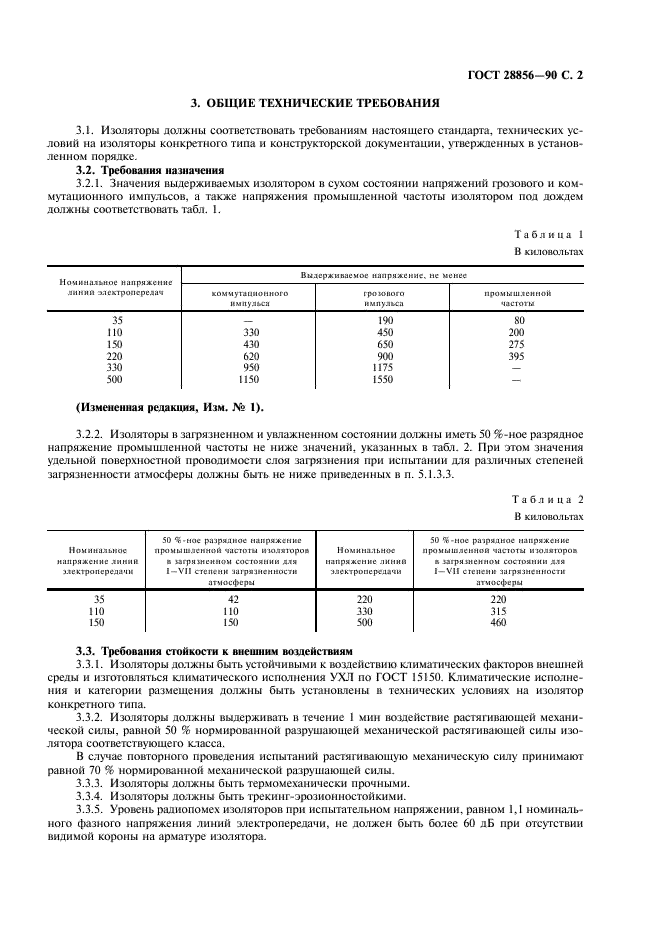 ГОСТ 28856—90 С. 2
3. ОБЩИЕ ТЕХНИЧЕСКИЕ ТРЕБОВАНИЯ
3.1. Изоляторы должны соответствовать требованиям настоящего стандарта, технических ус-
ловий на изоляторы конкретного типа и конструкторской документации, утвержденных в установ-
ленном порядке.
3.2. Требования назначения
3.2.1. Значения выдерживаемых изолятором в сухом состоянии напряжений грозового и ком-
мутационного импульсов, а также напряжения промышленной частоты изолятором под дождем
должны соответствовать табл. 1.
Таблица 1
В киловольтах
Номинальное напряжение линий электропередач | Выдерживаемое напряжение, не менее
коммутационного импульса | грозового импульса | промышленной частоты
35 | — | 190 | 80
110 | 330 | 450 | 200
150 | 430 | 650 | 275
220 | 620 | 900 | 395
330 | 950 | 1175 | —
500 | 1150 | 1550 | —
(Измененная редакция, Изм. № 1).
3.2.2. Изоляторы в загрязненном и увлажненном состоянии должны иметь 50 %-ное разрядное
напряжение промышленной частоты не ниже значений, указанных в табл. 2. При этом значения
удельной поверхностной проводимости слоя загрязнения при испытании для различных степеней
загрязненности атмосферы должны быть не ниже приведенных в п. 5.1.3.3.
Таблица 2
В киловольтах
Номинальное напряжение линий электропередачи | 50 %-ное разрядное напряжение промышленной частоты изоляторов в загрязненном состоянии для I—VII степени загрязненности атмосферы | Номинальное напряжение линий электропередачи | 50 %-ное разрядное напряжение промышленной частоты изоляторов в загрязненном состоянии для I—VII степени загрязненности атмосферы
35 | 42 | 220 | 220
110 | 110 | 330 | 315
150 | 150 | 500 | 460
3.3. Требования стойкости к внешним воздействиям
3.3.1. Изоляторы должны быть устойчивыми к воздействию климатических факторов внешней
среды и изготовляться климатического исполнения УХЛ по ГОСТ 15150. Климатические исполне-
ния и категории размещения должны быть установлены в технических условиях на изолятор
конкретного типа.
3.3.2. Изоляторы должны выдерживать в течение 1 мин воздействие растягивающей механи-
ческой силы, равной 50 % нормированной разрушающей механической растягивающей силы изо-
лятора соответствующего класса.
В случае повторного проведения испытаний растягивающую механическую силу принимают
равной 70 % нормированной механической разрушающей силы.
3.3.3. Изоляторы должны быть термомеханически прочными.
3.3.4. Изоляторы должны быть трекинг-эрозионностойкими.
3.3.5. Уровень радиопомех изоляторов при испытательном напряжении, равном 1,1 номиналь-
ного фазного напряжения линий электропередачи, не должен быть более 60 дБ при отсутствии
видимой короны на арматуре изолятора.